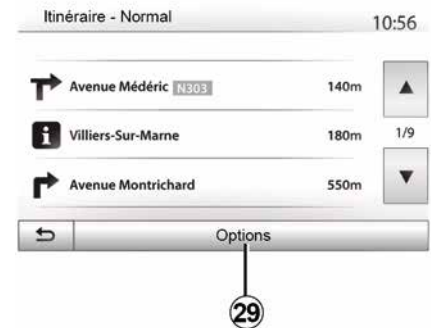 Itinéraire - Normal 10:56
Avenue Médéric N303 140m
Villiers-Sur-Marne 180m 1/9
Avenue Montrichard 550m
Options
29